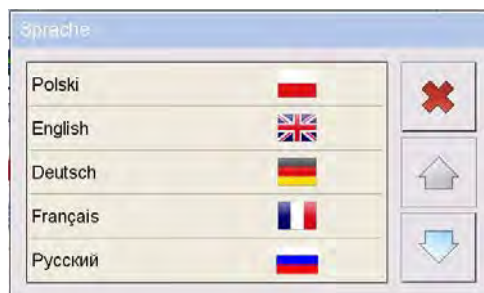 Sprache
Polski
English
Deutsch
Français
Русский